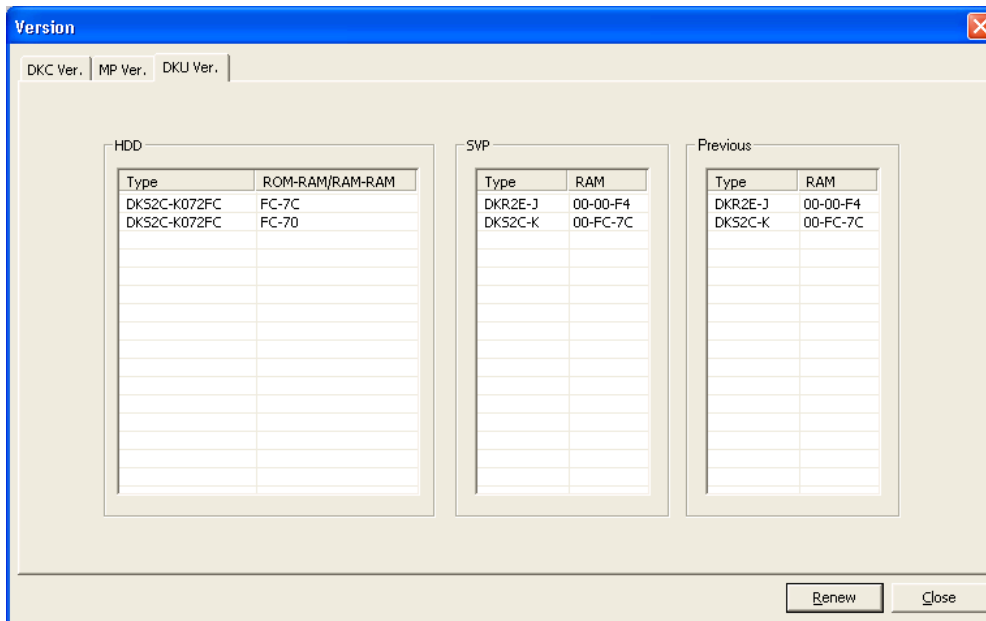 Version
DKC Ver. MP Ver. DKU Ver.
HDD SVP Previous
Type ROM-RAM/RAM-RAM Type RAM Type RAM
DKS2C-K072FC FC-7C DKR2E-J 00-00-F4 DKR2E-J 00-00-F4
DKS2C-K072FC FC-70 DKS2C-K 00-FC-7C DKS2C-K 00-FC-7C
Renew Close